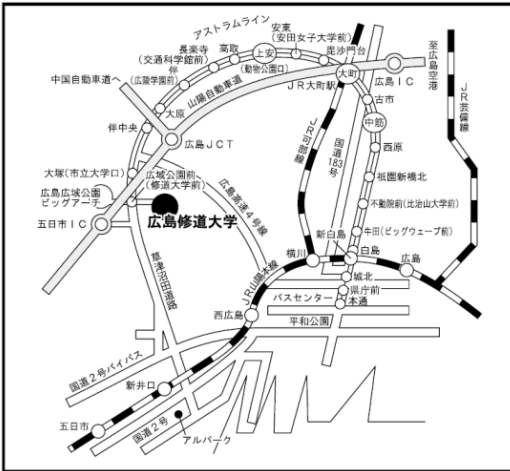 アストラムライン
安東
(安田女子大学前)
毘沙門台
長楽寺
(交通科学館前)
高取
上安
(動物公園口)
伴
(広陵学園前)
大町
JR大町駅
広島IC
至広島空港
JR芸備線
中国自動車道へ
山陽自動車道
大原
古市
中筋
伴中央
広島JCT
JR可部線
国道
183号
西原
祇園新橋北
大塚(市立大学口)
広域公園前
(修道大学前)
広島高速4号線
広島広域公園
ビッグアーチ
広島修道大学
不動院前(比治山大学前)
五日市IC
牛田(ビッグウェーブ前)
新白島
白島
横川
広島
草津沼田道路
JR山陽本線
城北
県庁前
バスセンター
本通
西広島
平和公園
国道2号バイパス
新井口
五日市
国道2号
アルパーク